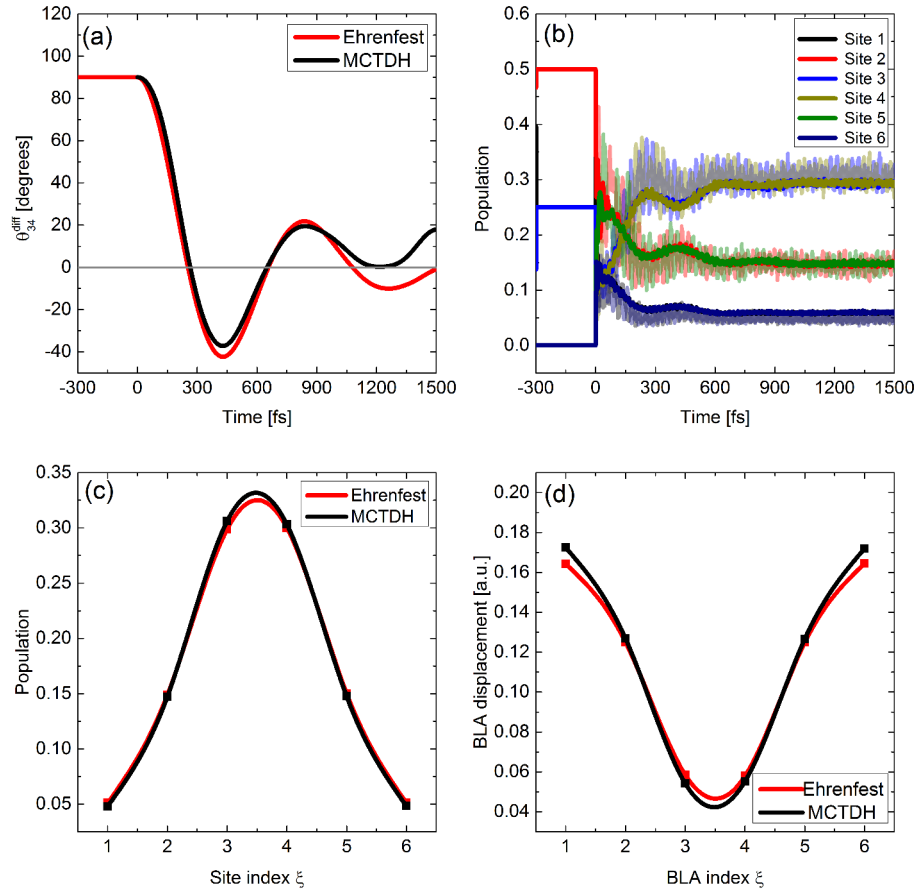 (a)
Ehrenfest
MCTDH
θ34diff [degrees]
120
100
80
60
40
20
0
-20
-40
-300 0 300 600 900 1200 1500
Time [fs]
(b)
Site 1
Site 2
Site 3
Site 4
Site 5
Site 6
Population
0.6
0.5
0.4
0.3
0.2
0.1
0.0
-300 0 300 600 900 1200 1500
Time [fs]
(c)
Ehrenfest
MCTDH
Population
0.35
0.30
0.25
0.20
0.15
0.10
0.05
1 2 3 4 5 6
Site index ξ
(d)
BLA displacement [a.u.]
0.20
0.18
0.16
0.14
0.12
0.10
0.08
0.06
0.04
Ehrenfest
MCTDH
1 2 3 4 5 6
BLA index ξ